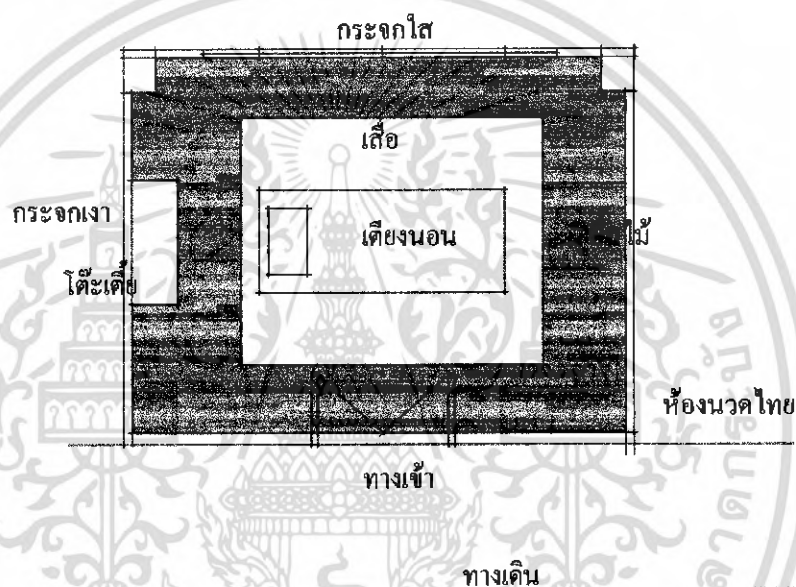 กระจกใส
เสื่อ
กระจกเงา
เตียงนอน
ไม้
โต๊ะเตี้ย
ห้องนวดไทย
ทางเข้า
ทางเดิน